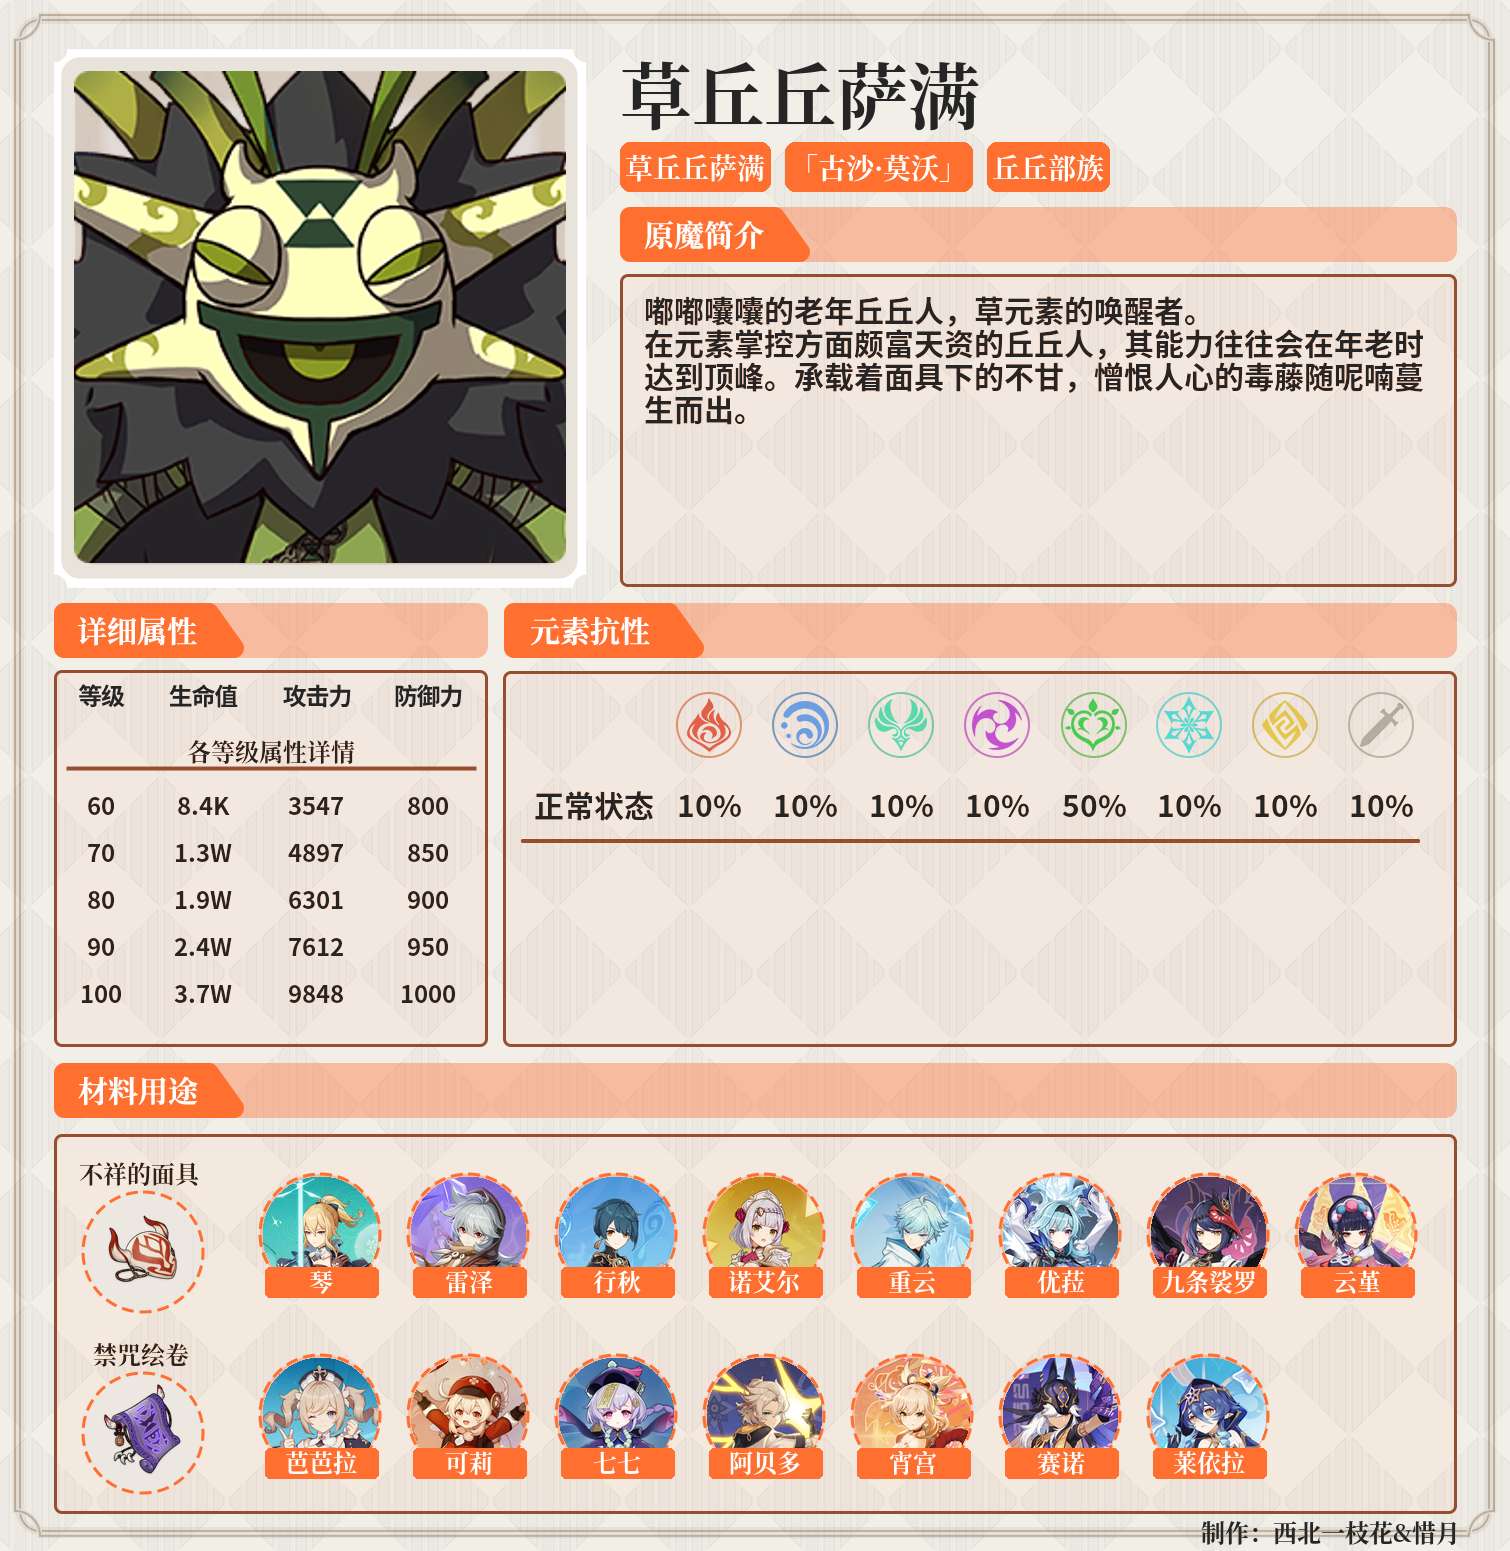 草丘丘萨满
草丘丘萨满 「古沙·莫沃」 丘丘部族
原魔简介
嘟嘟囔囔的老年丘丘人，草元素的唤醒者。
在元素掌控方面颇富天资的丘丘人，其能力往往会在年老时
达到顶峰。承载着面具下的不甘，憎恨人心的毒藤随呢喃蔓
生而出。
详细属性
等级 生命值 攻击力 防御力
各等级属性详情
60 8.4K 3547 800
70 1.3W 4897 850
80 1.9W 6301 900
90 2.4W 7612 950
100 3.7W 9848 1000
元素抗性
正常状态 10% 10% 10% 10% 50% 10% 10% 10%
材料用途
不祥的面具
琴 雷泽 行秋 诺艾尔 重云 优菈 九条裟罗 云堇
禁咒绘卷
芭芭拉 可莉 七七 阿贝多 宵宫 赛诺 莱依拉
制作：西北一枝花&惜月